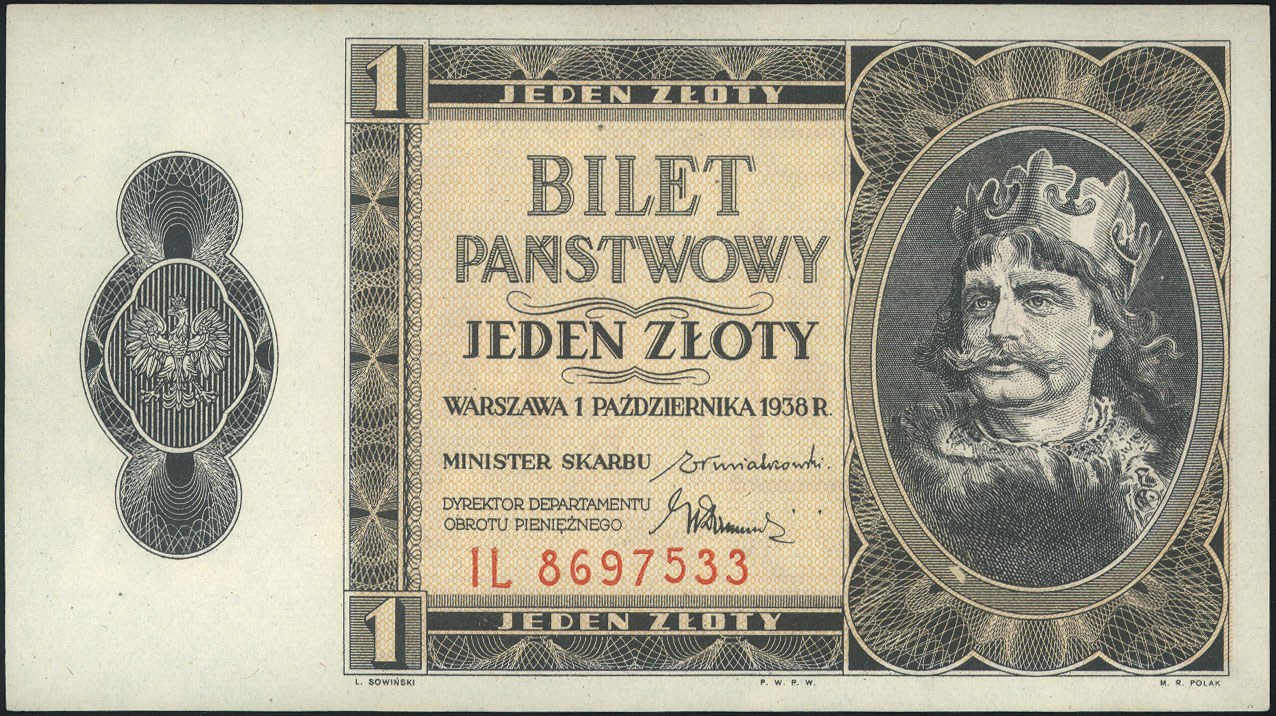 1
JEDEN ZŁOTY
BILET
PAŃSTWOWY
JEDEN ZŁOTY
WARSZAWA 1 PAŹDZIERNIKA 1938 R.
MINISTER SKARBU
DYREKTOR DEPARTAMENTU
OBROTU PIENIĘŻNEGO
IL 8697533
1
JEDEN ZŁOTY
L. SOWIŃSKI P. W. P. W. M. R. POLAK